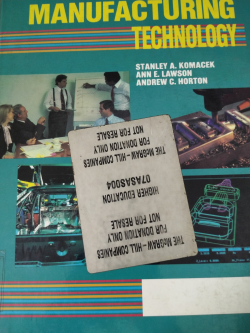 MANUFACTURING
TECHNOLOGY
STANLEY A. KOMACEK
ANN E. LAWSON
ANDREW C. HORTON
THE McGRAW-HILL COMPANIES
FOR DONATION ONLY
NOT FOR RESALE
HIGHER EDUCATION
07ASAS004
THE McGRAW-HILL COMPANIES
FOR DONATION ONLY
NOT FOR RESALE